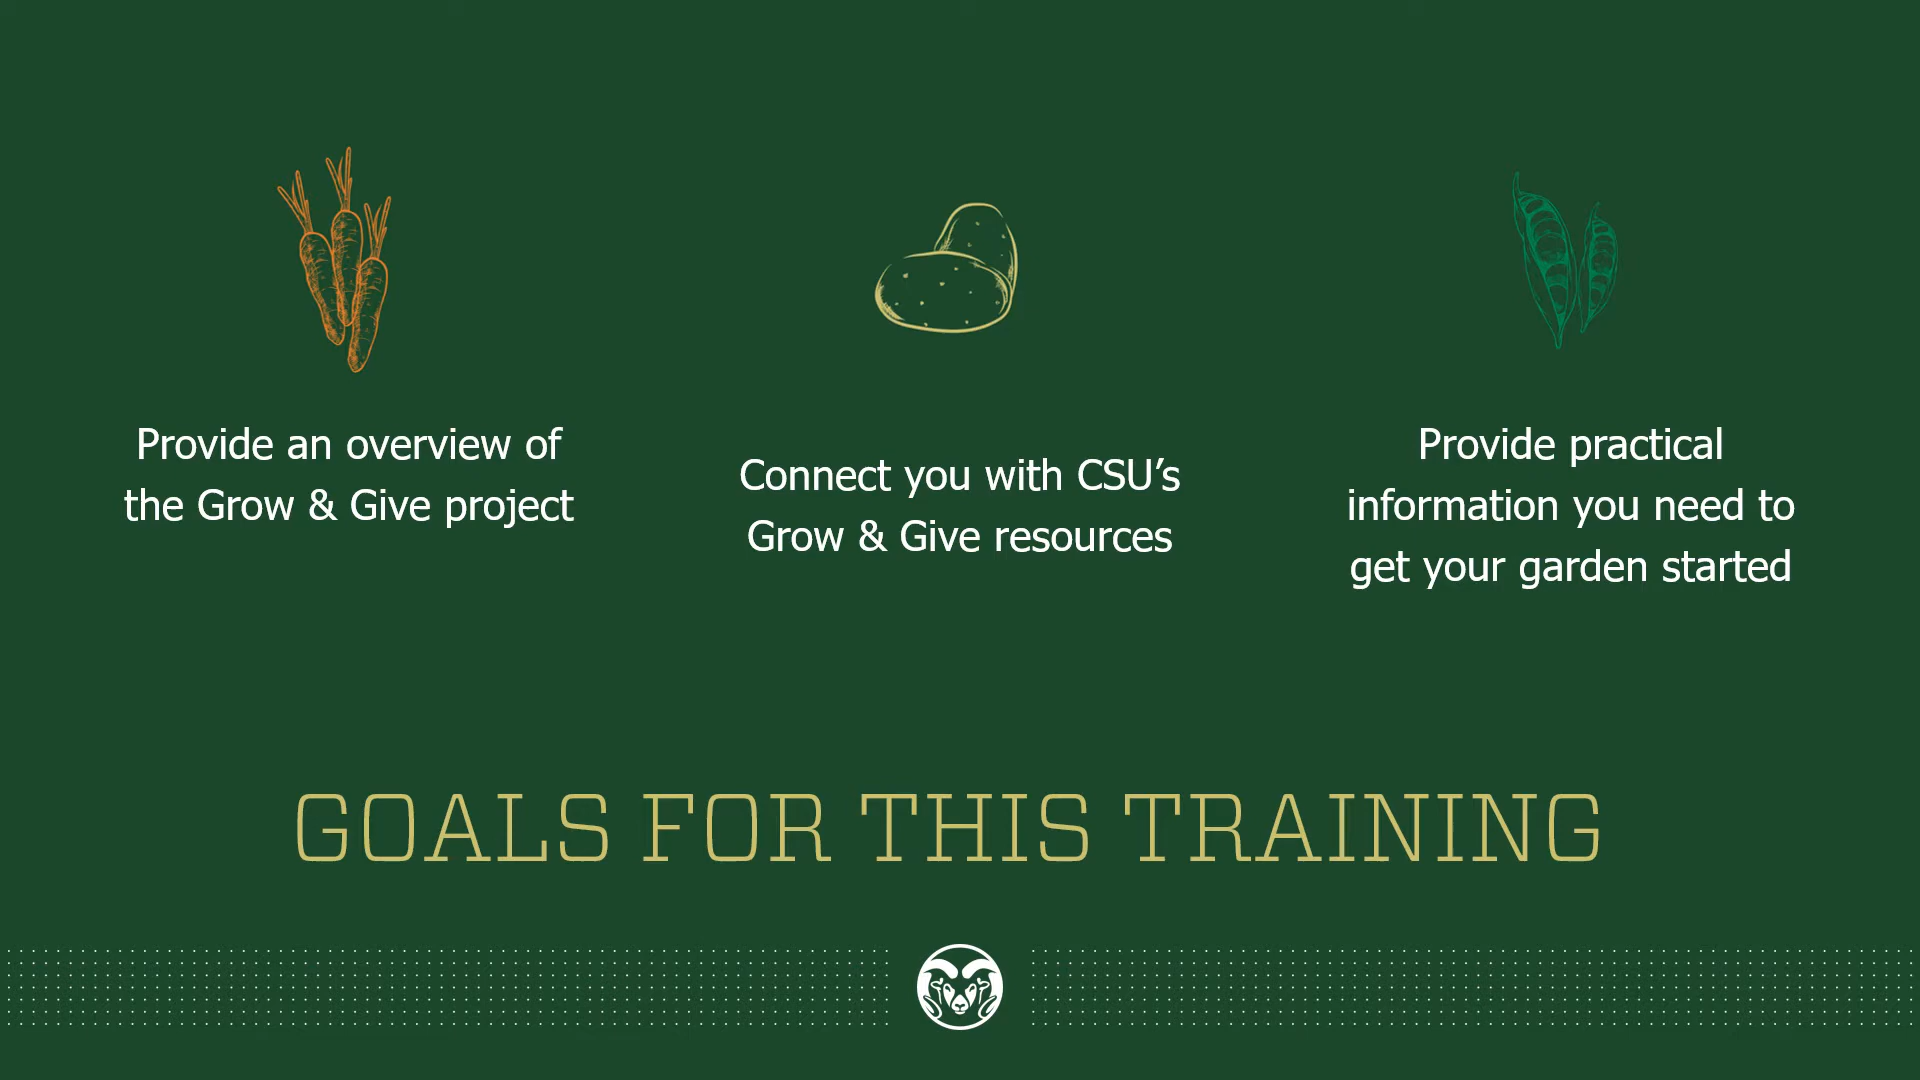 Provide an overview of
the Grow & Give project
Connect you with CSU’s
Grow & Give resources
Provide practical
information you need to
get your garden started
GOALS FOR THIS TRAINING